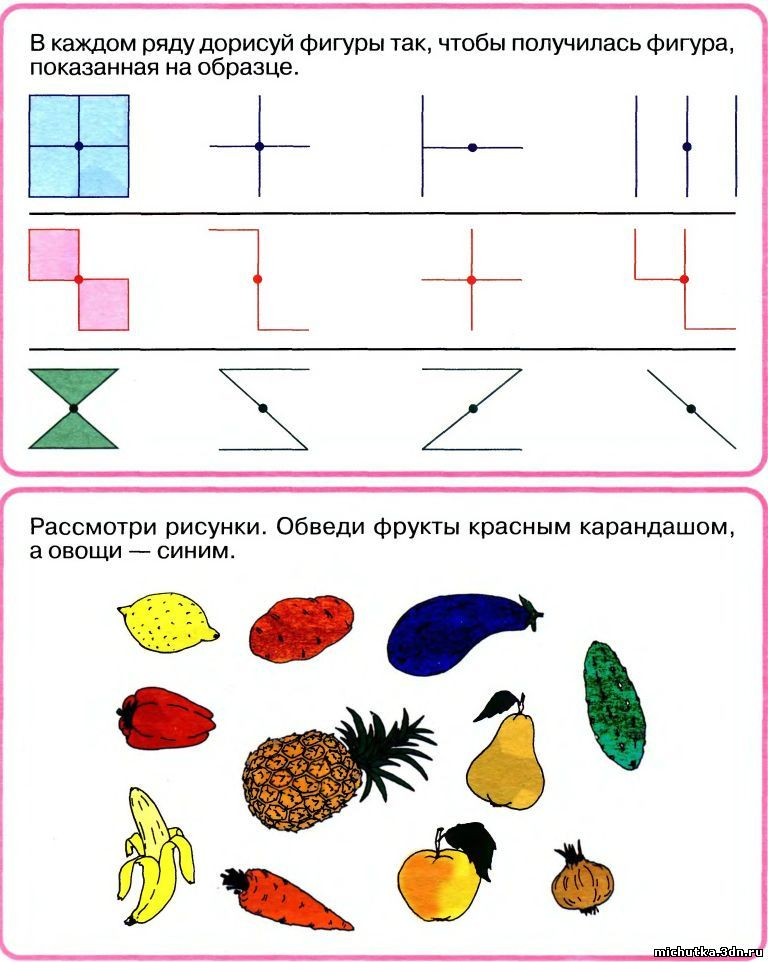 В каждом ряду дорисуй фигуры так, чтобы получилась фигура,
показанная на образце.
Рассмотри рисунки. Обведи фрукты красным карандашом,
а овощи — синим.
michutka.3dn.ru